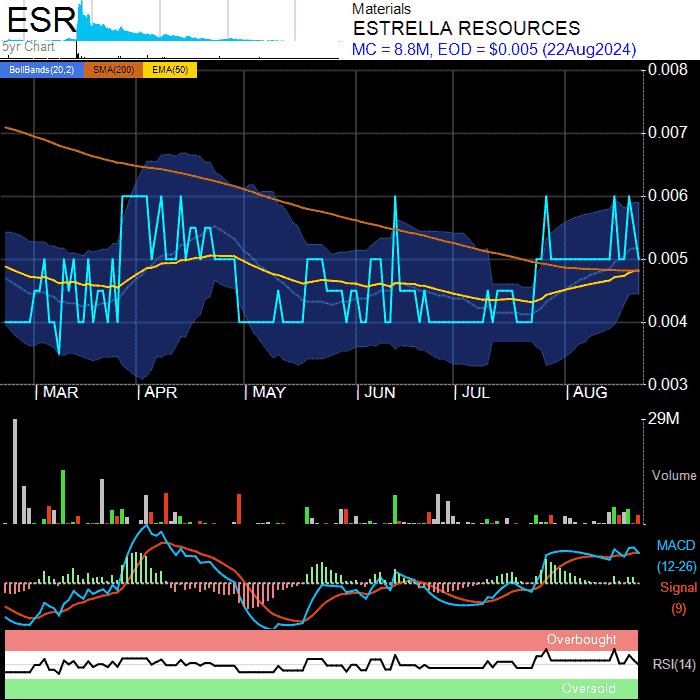 ESR
5yr Chart
Materials
ESTRELLA RESOURCES
MC = 8.8M, EOD = $0.005 (22Aug2024)
BollBands(20,2) SMA(200) EMA(50)
0.008
0.007
0.006
0.005
0.004
0.003
MAR APR MAY JUN JUL AUG
29M
Volume
MACD
(12-26)
Signal
(9)
Overbought
RSI(14)
Oversold